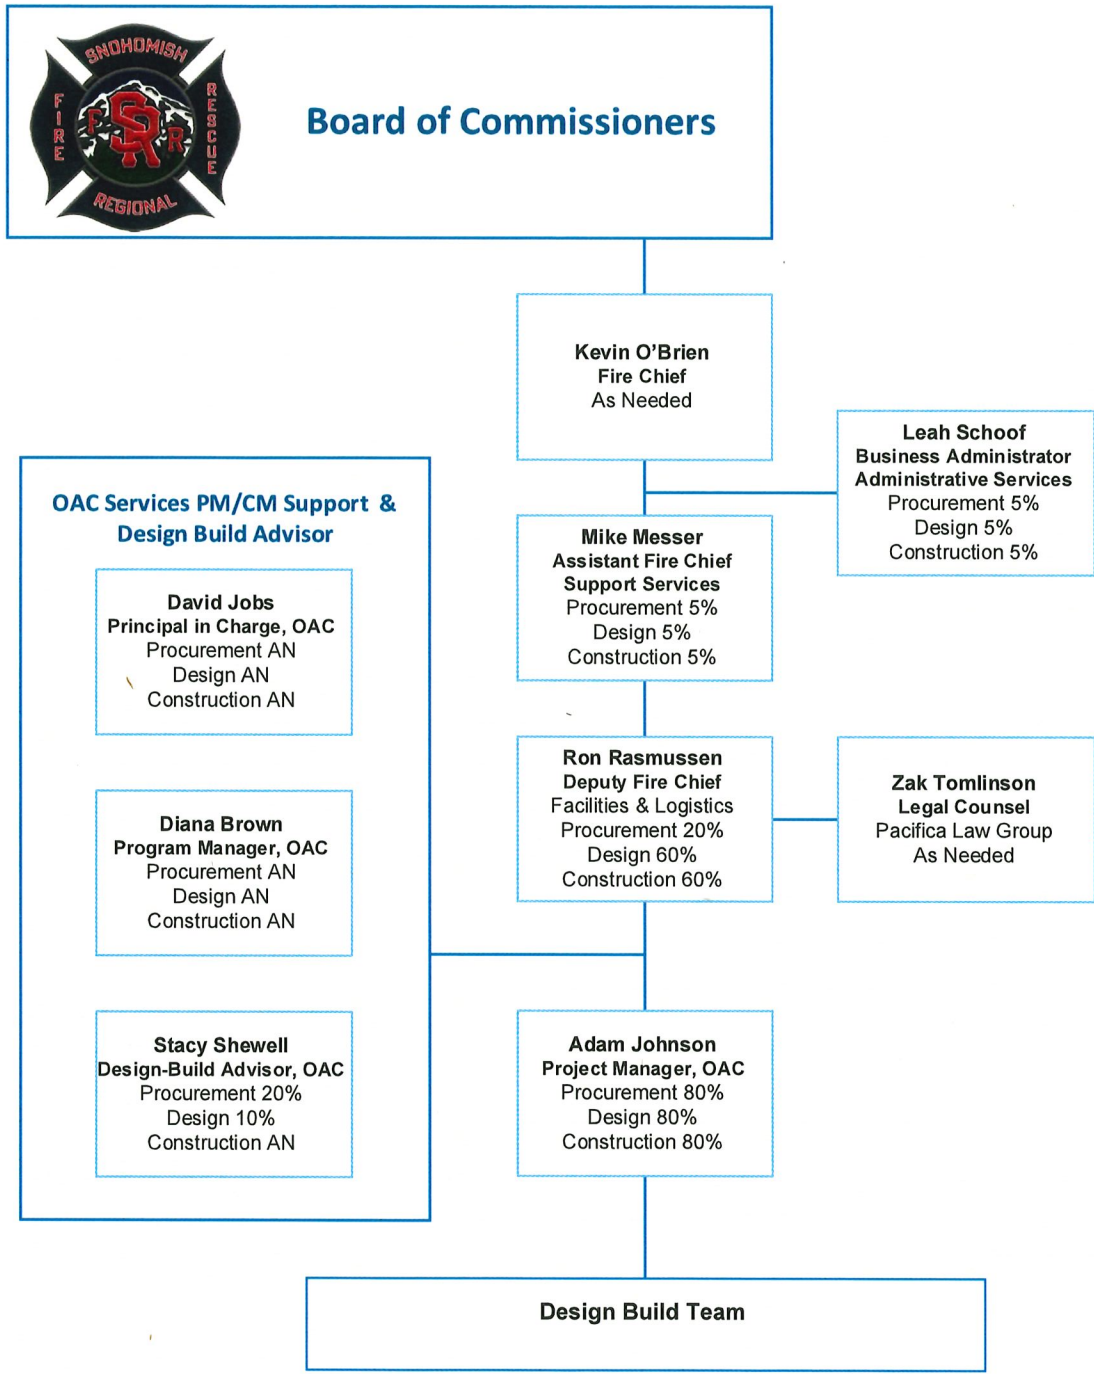 SNOHOMISH
FIRE
RESCUE
F SR R
REGIONAL
Board of Commissioners
Kevin O'Brien
Fire Chief
As Needed
Leah Schoof
Business Administrator
Administrative Services
Procurement 5%
Design 5%
Construction 5%
Mike Messer
Assistant Fire Chief
Support Services
Procurement 5%
Design 5%
Construction 5%
OAC Services PM/CM Support &
Design Build Advisor
David Jobs
Principal in Charge, OAC
Procurement AN
Design AN
Construction AN
Diana Brown
Program Manager, OAC
Procurement AN
Design AN
Construction AN
Stacy Shewell
Design-Build Advisor, OAC
Procurement 20%
Design 10%
Construction AN
Ron Rasmussen
Deputy Fire Chief
Facilities & Logistics
Procurement 20%
Design 60%
Construction 60%
Zak Tomlinson
Legal Counsel
Pacifica Law Group
As Needed
Adam Johnson
Project Manager, OAC
Procurement 80%
Design 80%
Construction 80%
Design Build Team